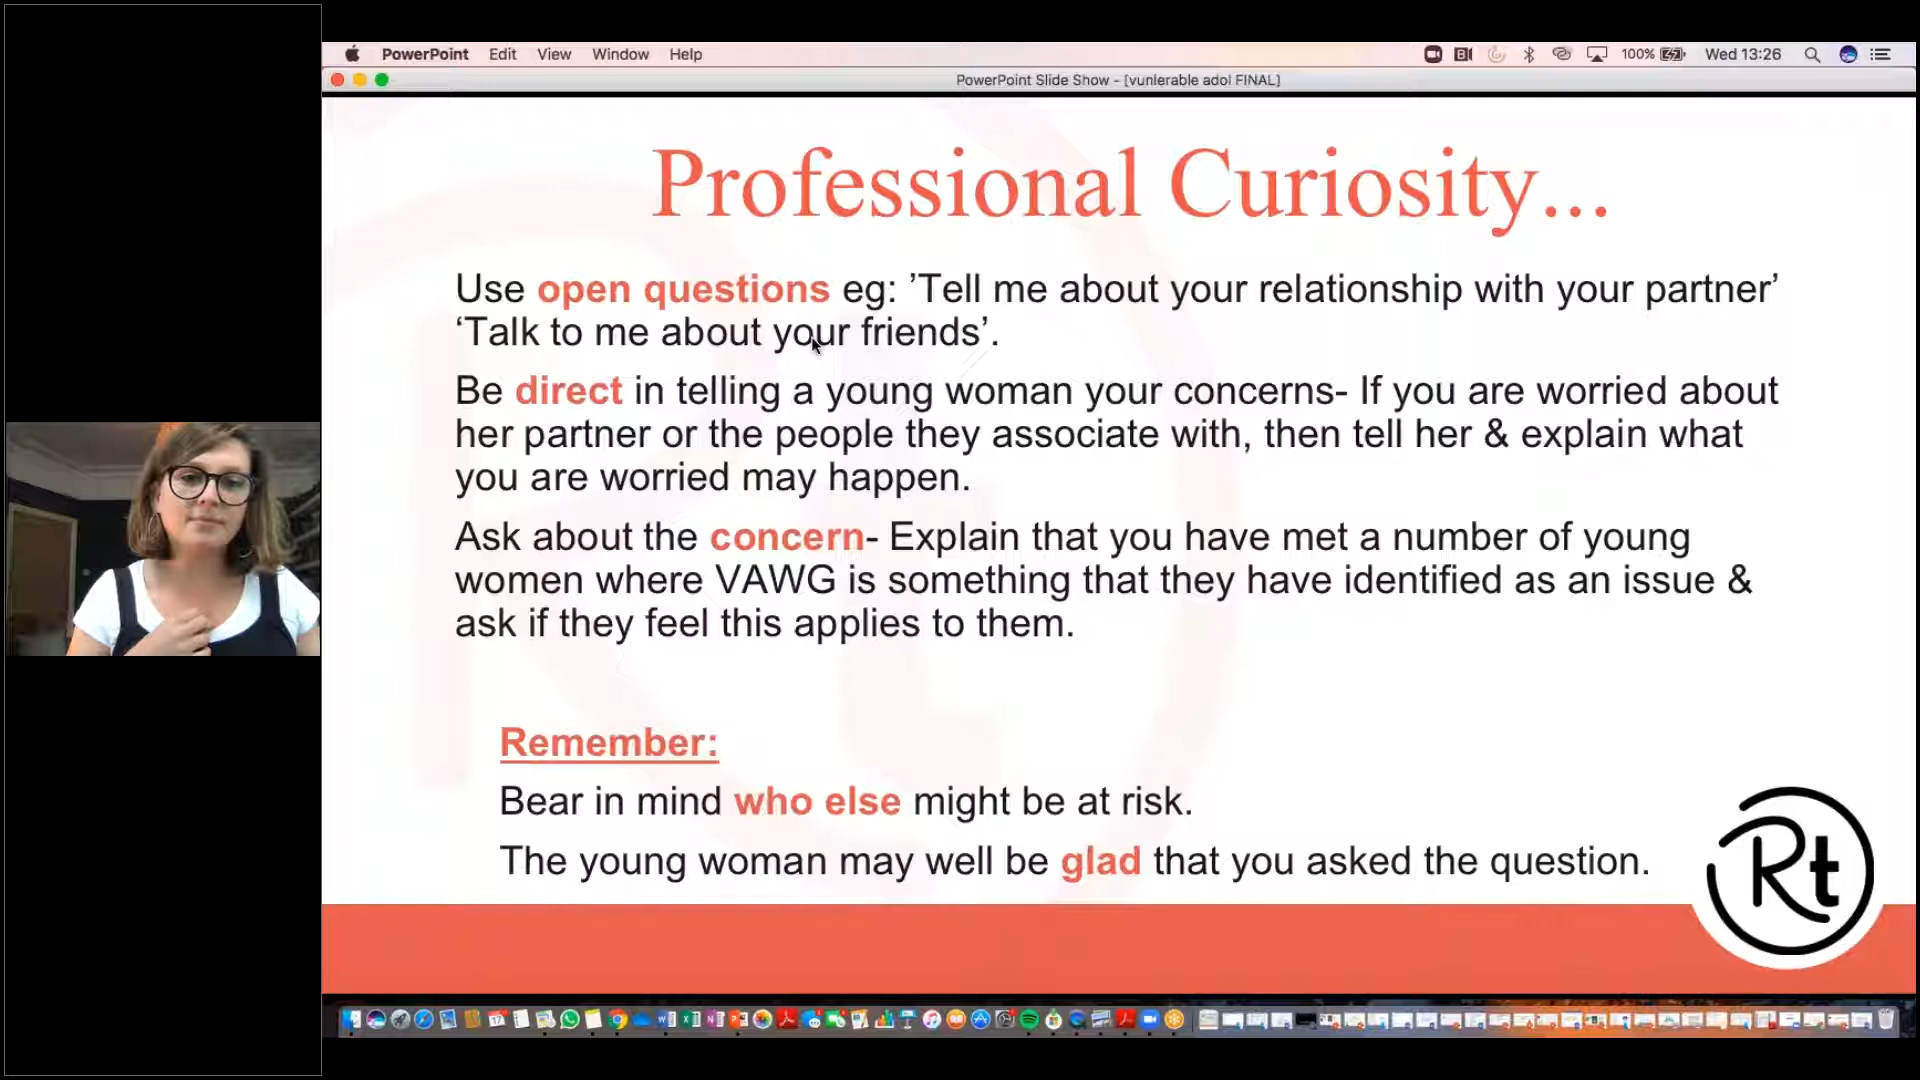 PowerPoint Edit View Window Help 100% Wed 13:26
PowerPoint Slide Show - [vunlerable adol FINAL]
Professional Curiosity...
Use open questions eg: ’Tell me about your relationship with your partner’
‘Talk to me about your friends’.
Be direct in telling a young woman your concerns- If you are worried about
her partner or the people they associate with, then tell her & explain what
you are worried may happen.
Ask about the concern- Explain that you have met a number of young
women where VAWG is something that they have identified as an issue &
ask if they feel this applies to them.
Remember:
Bear in mind who else might be at risk.
The young woman may well be glad that you asked the question.
Rt